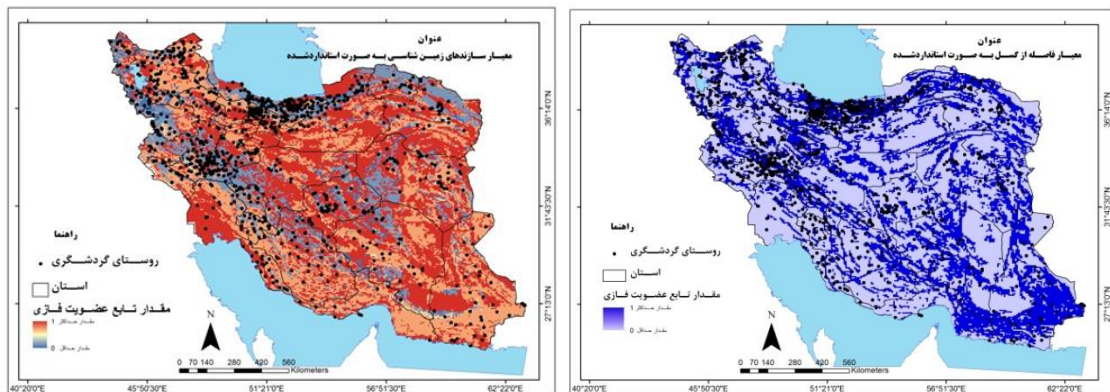 عنوان
معیار سازندهای زمین شناسی به صورت استانداردشده
راهنما
روستای گردشگری
استان
مقدار تابع عضویت فازی
مقدار حداکثر 1
مقدار حداقل 0
N
0 70 140 280 420 560
Kilometers
36°14'0"N
31°43'30"N
27°13'0"N
40°20'0"E
45°50'30"E
51°21'0"E
56°51'30"E
62°22'0"E
عنوان
معیار فاصله از گسل به صورت استانداردشده
راهنما
روستای گردشگری
استان
مقدار تابع عضویت فازی
مقدار حداکثر 1
مقدار حداقل 0
N
0 70 140 280 420 560
Kilometers
36°14'0"N
31°43'30"N
27°13'0"N
40°20'0"E
45°50'30"E
51°21'0"E
56°51'30"E
62°22'0"E